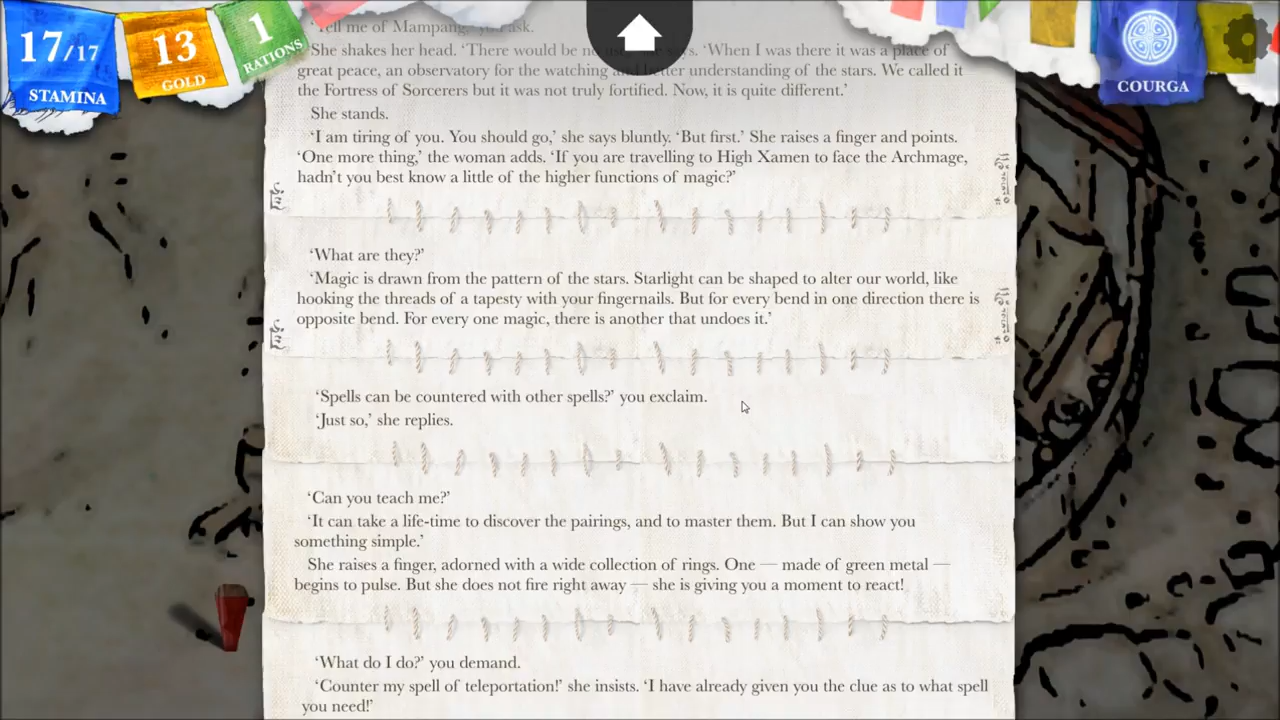 17/17
STAMINA
13
GOLD
1
RATIONS
COURGA
'Tell me of Mampang,' you ask.
She shakes her head. 'There would be no says. 'When I was there it was a place of
great peace, an observatory for the watching and better understanding of the stars. We called it
the Fortress of Sorcerers but it was not truly fortified. Now, it is quite different.'
She stands.
'I am tiring of you. You should go,' she says bluntly. 'But first.' She raises a finger and points.
'One more thing,' the woman adds. 'If you are travelling to High Xamen to face the Archmage,
hadn't you best know a little of the higher functions of magic?'
'What are they?'
'Magic is drawn from the pattern of the stars. Starlight can be shaped to alter our world, like
hooking the threads of a tapesty with your fingernails. But for every bend in one direction there is
opposite bend. For every one magic, there is another that undoes it.'
'Spells can be countered with other spells?' you exclaim.
'Just so,' she replies.
'Can you teach me?'
'It can take a life-time to discover the pairings, and to master them. But I can show you
something simple.'
She raises a finger, adorned with a wide collection of rings. One — made of green metal —
begins to pulse. But she does not fire right away — she is giving you a moment to react!
'What do I do?' you demand.
'Counter my spell of teleportation!' she insists. 'I have already given you the clue as to what spell
you need!'